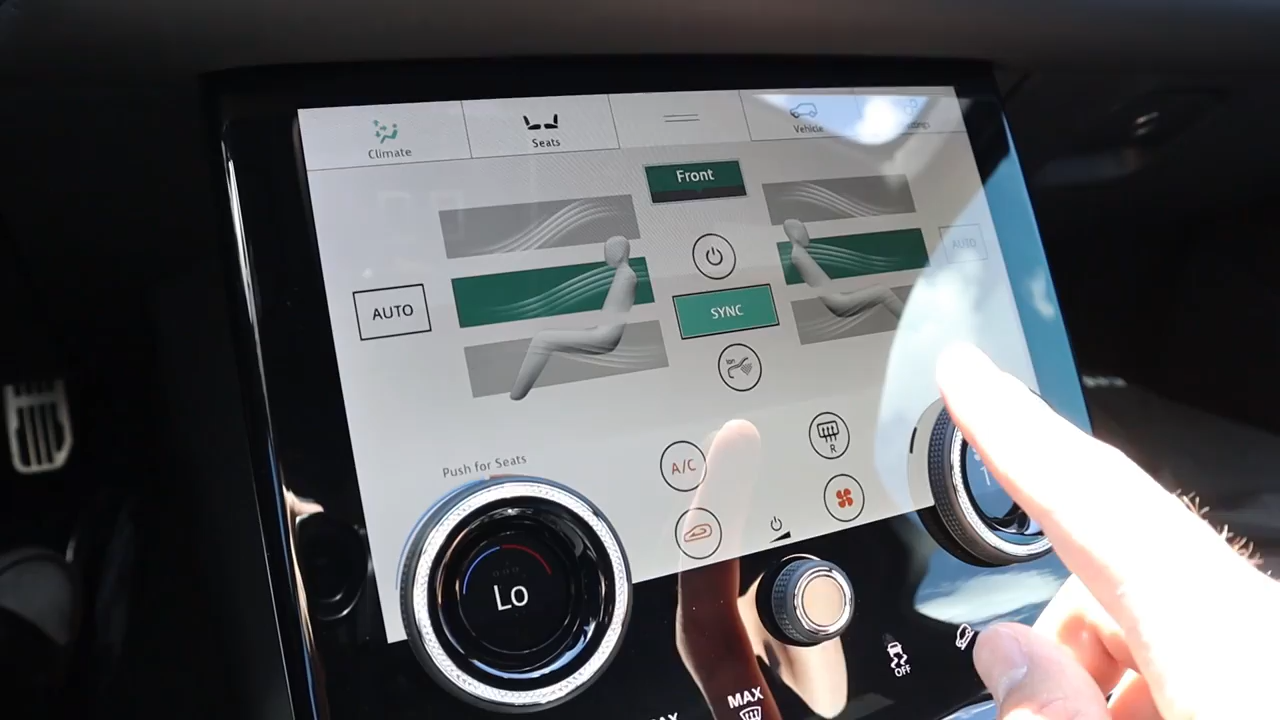 Climate
Seats
Vehicle
Front
AUTO
AUTO
SYNC
Push for Seats
A/C
R
Lo
OFF
MAX